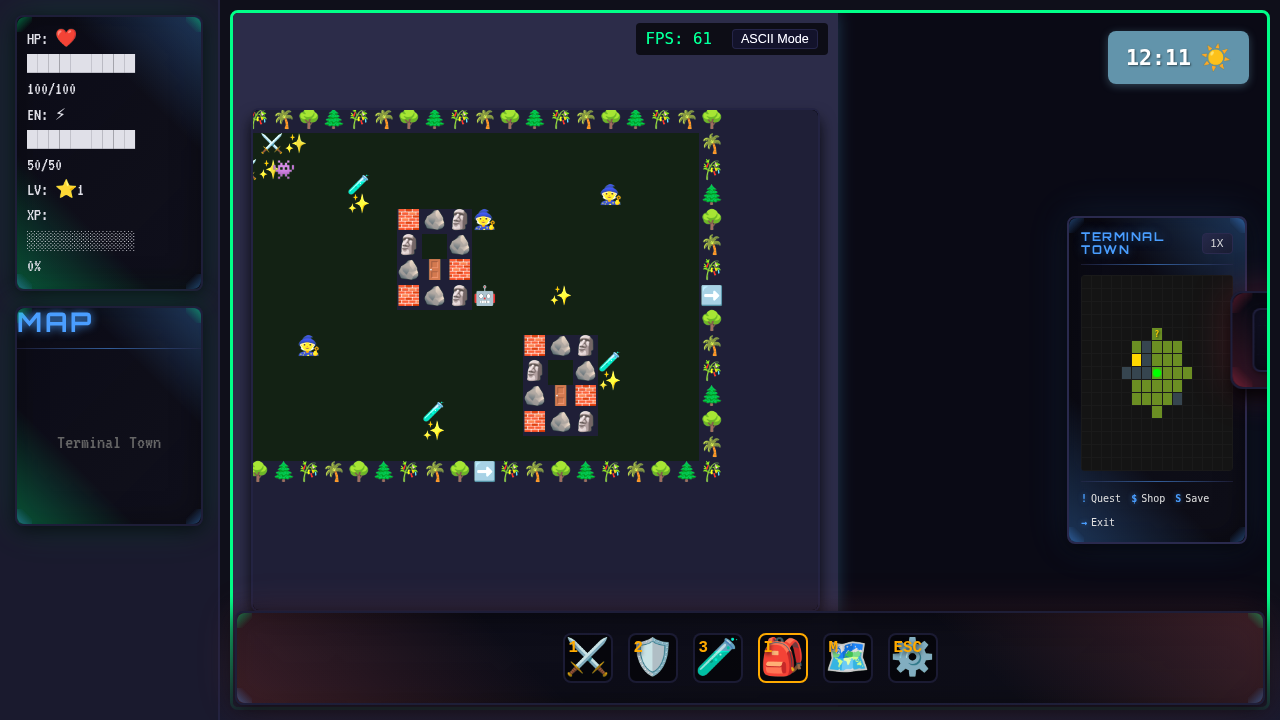 HP: ❤️
100/100
EN: ⚡
50/50
LV: ⭐1
XP:
0%
MAP
Terminal Town
FPS: 61 ASCII Mode
12:11 ☀️
TERMINAL TOWN 1X
?
! Quest $ Shop S Save
→ Exit
1 2 3 I M ESC